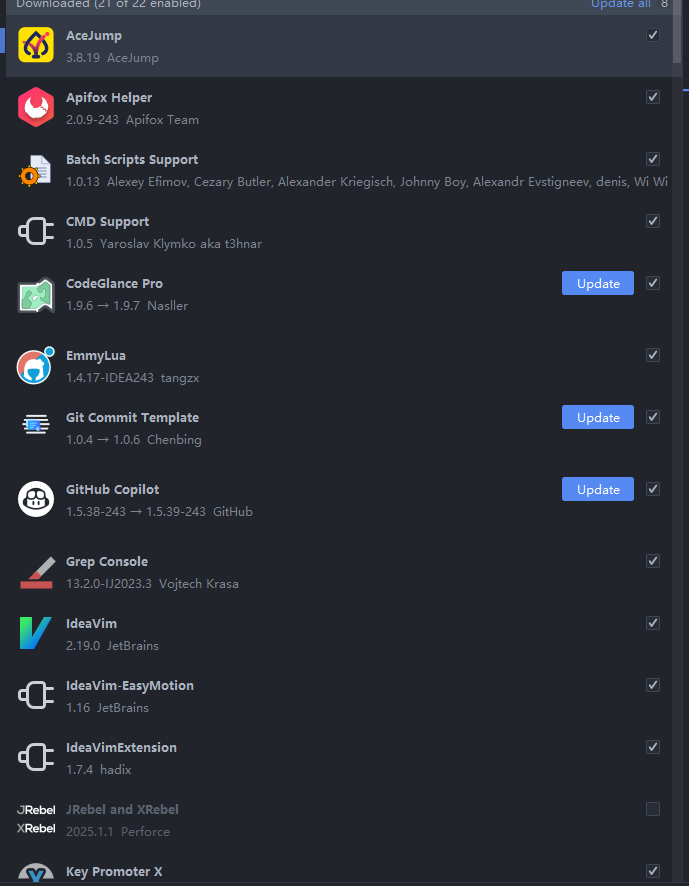 Downloaded (21 of 22 enabled) Update all 8
AceJump
3.8.19 AceJump
Apifox Helper
2.0.9-243 Apifox Team
Batch Scripts Support
1.0.13 Alexey Efimov, Cezary Butler, Alexander Kriegisch, Johnny Boy, Alexandr Evstigneev, denis, Wi Wi
CMD Support
1.0.5 Yaroslav Klymko aka t3hnar
CodeGlance Pro Update
1.9.6 → 1.9.7 Nasller
EmmyLua
1.4.17-IDEA243 tangzx
Git Commit Template Update
1.0.4 → 1.0.6 Chenbing
GitHub Copilot Update
1.5.38-243 → 1.5.39-243 GitHub
Grep Console
13.2.0-IJ2023.3 Vojtech Krasa
IdeaVim
2.19.0 JetBrains
IdeaVim-EasyMotion
1.16 JetBrains
IdeaVimExtension
1.7.4 hadix
JRebel JRebel and XRebel
XRebel 2025.1.1 Perforce
Key Promoter X